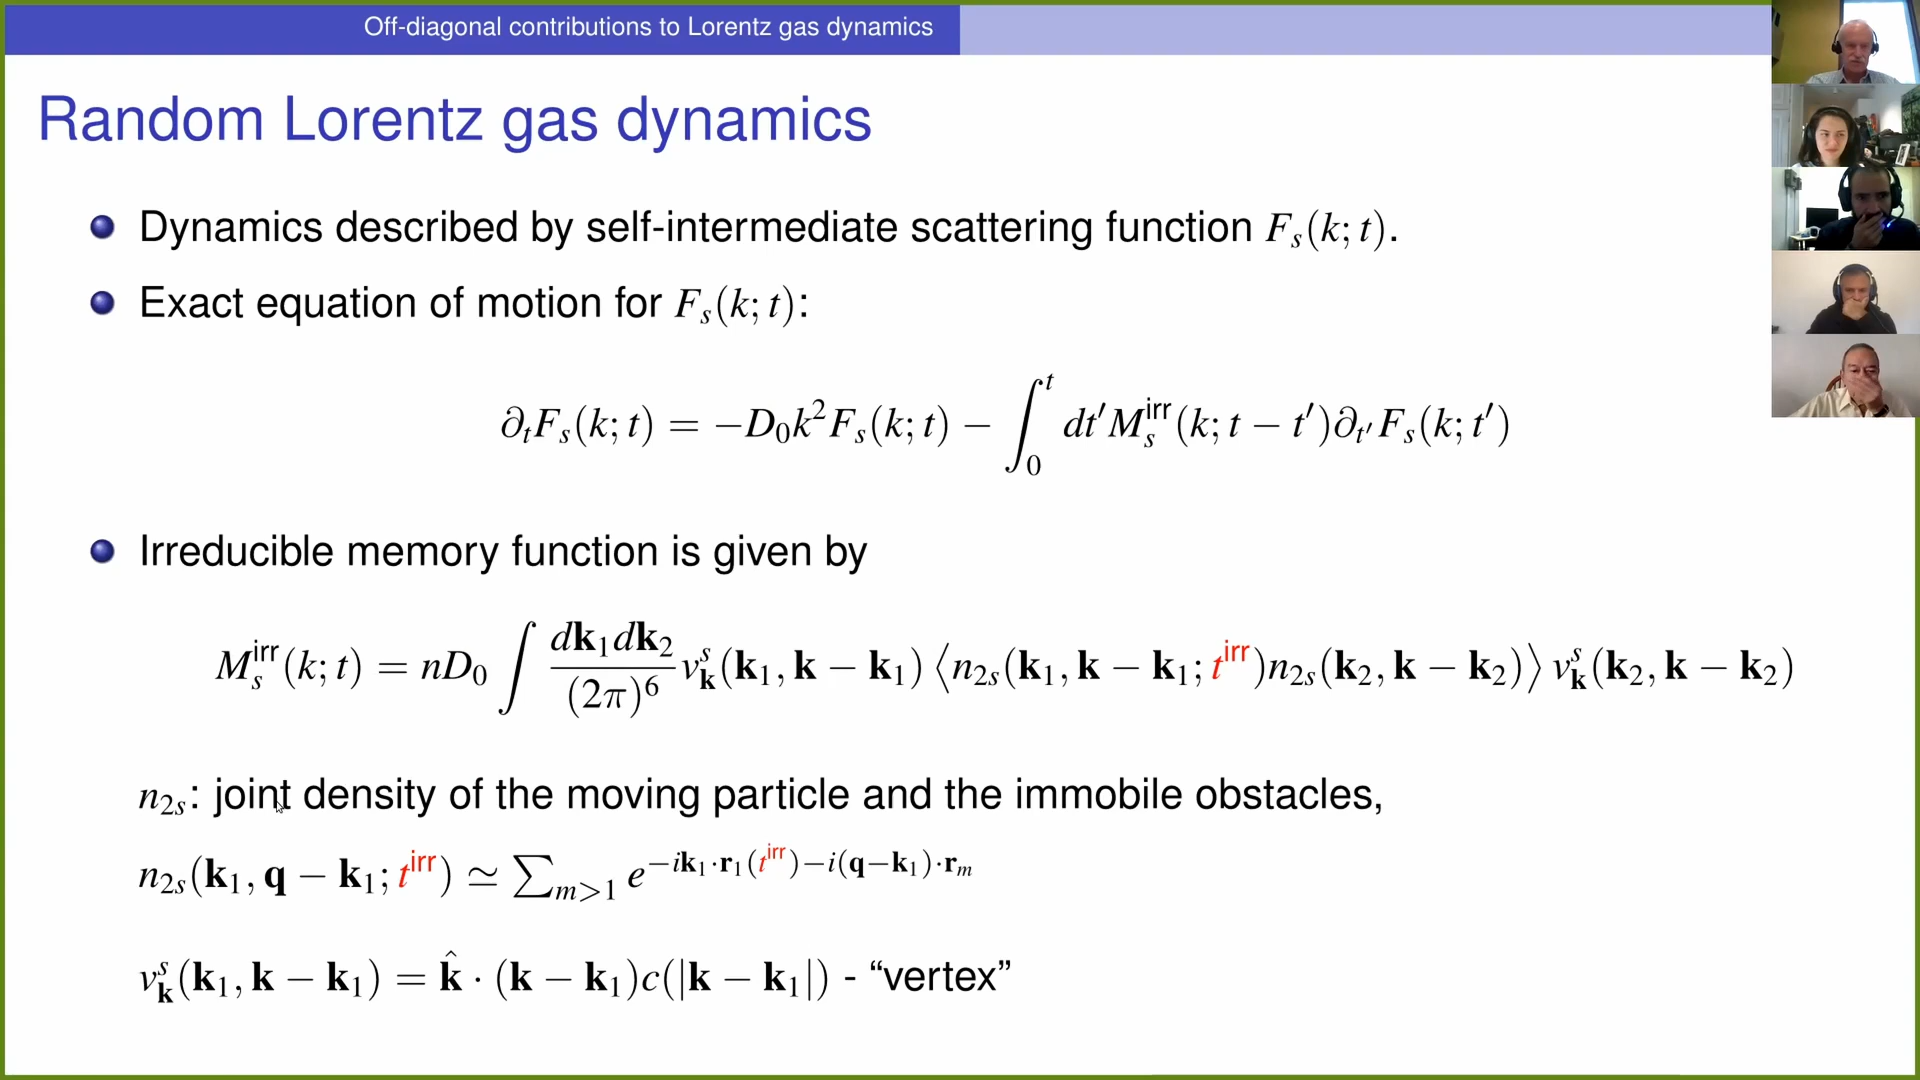 Off-diagonal contributions to Lorentz gas dynamics
Random Lorentz gas dynamics
Dynamics described by self-intermediate scattering function F_s(k; t).
Exact equation of motion for F_s(k; t):
∂_t F_s(k; t) = −D_0 k^2 F_s(k; t) − ∫_0^t dt′ M_s^irr(k; t − t′) ∂_t′ F_s(k; t′)
Irreducible memory function is given by
M_s^irr(k; t) = nD_0 ∫ dk_1 dk_2 / (2π)^6 v_k^s(k_1, k − k_1) ⟨n_2s(k_1, k − k_1; t^irr) n_2s(k_2, k − k_2)⟩ v_k^s(k_2, k − k_2)
n_2s: joint density of the moving particle and the immobile obstacles,
n_2s(k_1, q − k_1; t^irr) ≃ ∑_{m>1} e^{−ik_1·r_1(t^irr)−i(q−k_1)·r_m}
v_k^s(k_1, k − k_1) = k̂ · (k − k_1)c(|k − k_1|) - “vertex”